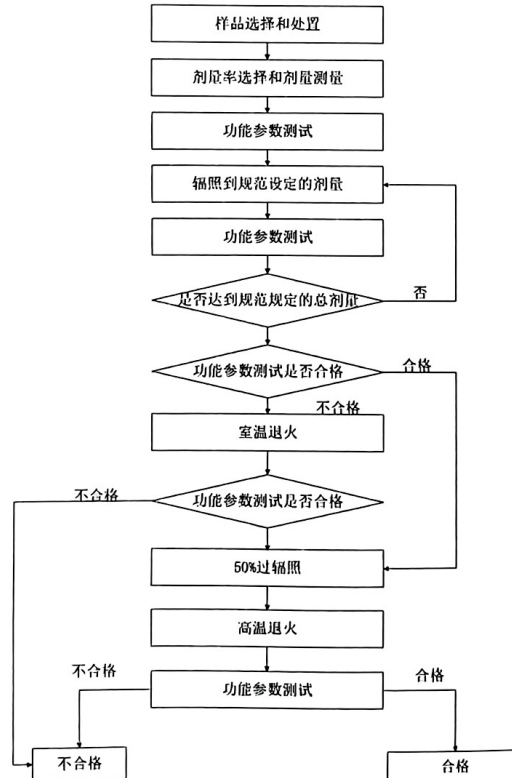 样品选择和处置
剂量率选择和剂量测量
功能参数测试
辐照到规范设定的剂量
功能参数测试
是否达到规范规定的总剂量
否
功能参数测试是否合格
合格
不合格
室温退火
功能参数测试是否合格
不合格
50%过辐照
高温退火
功能参数测试
不合格
合格
不合格
合格